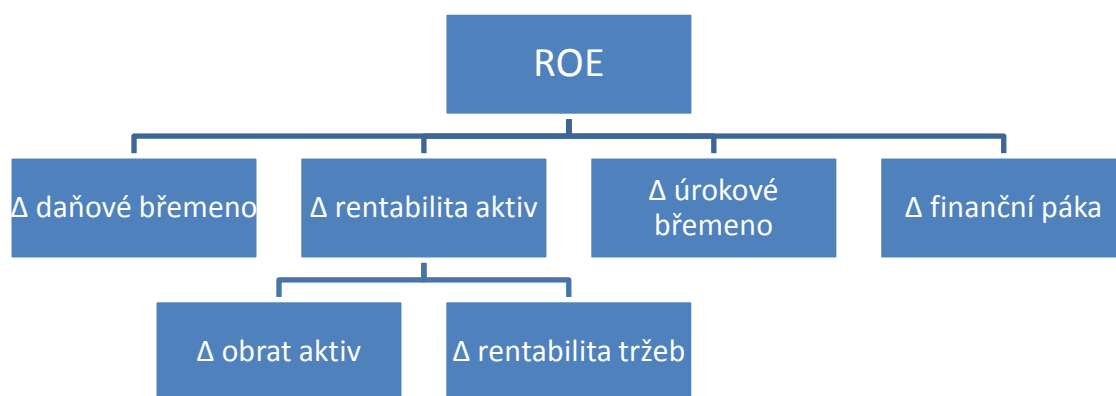 ROE
Δ daňové břemeno
Δ rentabilita aktiv
Δ úrokové
břemeno
Δ finanční páka
Δ obrat aktiv
Δ rentabilita tržeb